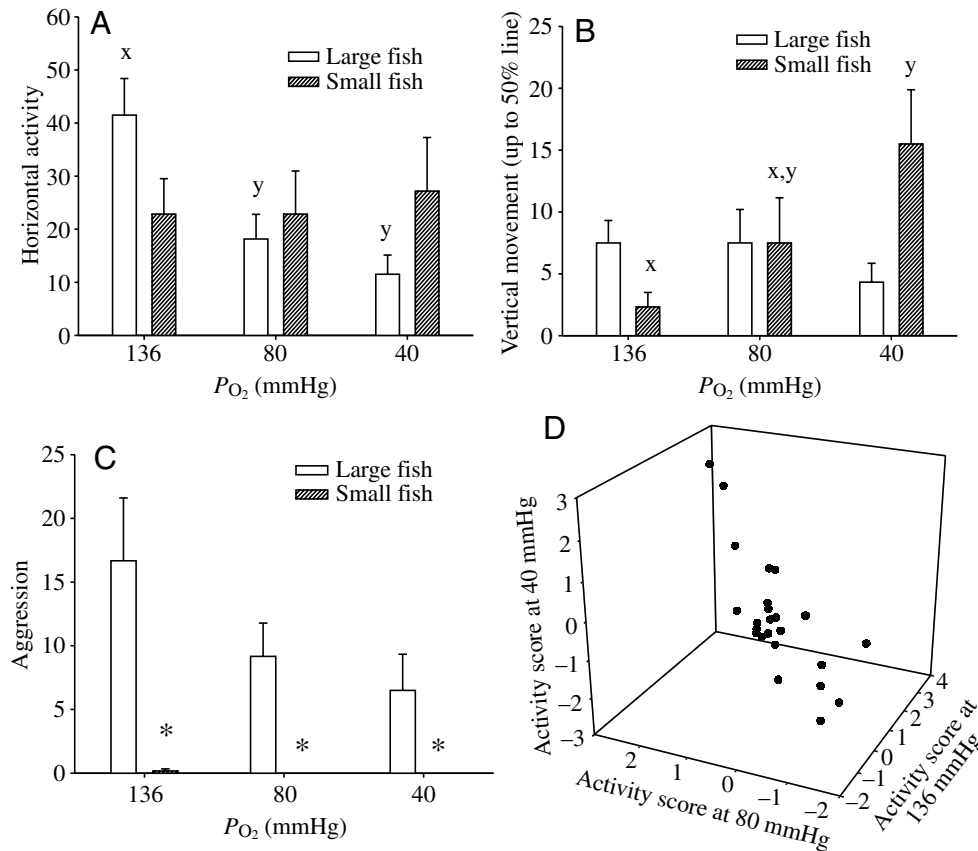 A
Horizontal activity
60
50
40
30
20
10
0
x
y
y
Large fish
Small fish
136
80
40
PO2 (mmHg)
B
Vertical movement (up to 50% line)
25
20
15
10
5
0
x
x,y
y
Large fish
Small fish
136
80
40
PO2 (mmHg)
C
Aggression
25
20
15
10
5
0
*
*
*
Large fish
Small fish
136
80
40
PO2 (mmHg)
D
Activity score at 40 mmHg
3
2
1
0
–1
–2
–3
2
1
0
–1
–2
Activity score at 80 mmHg
–2
–1
0
1
2
3
4
Activity score at
136 mmHg